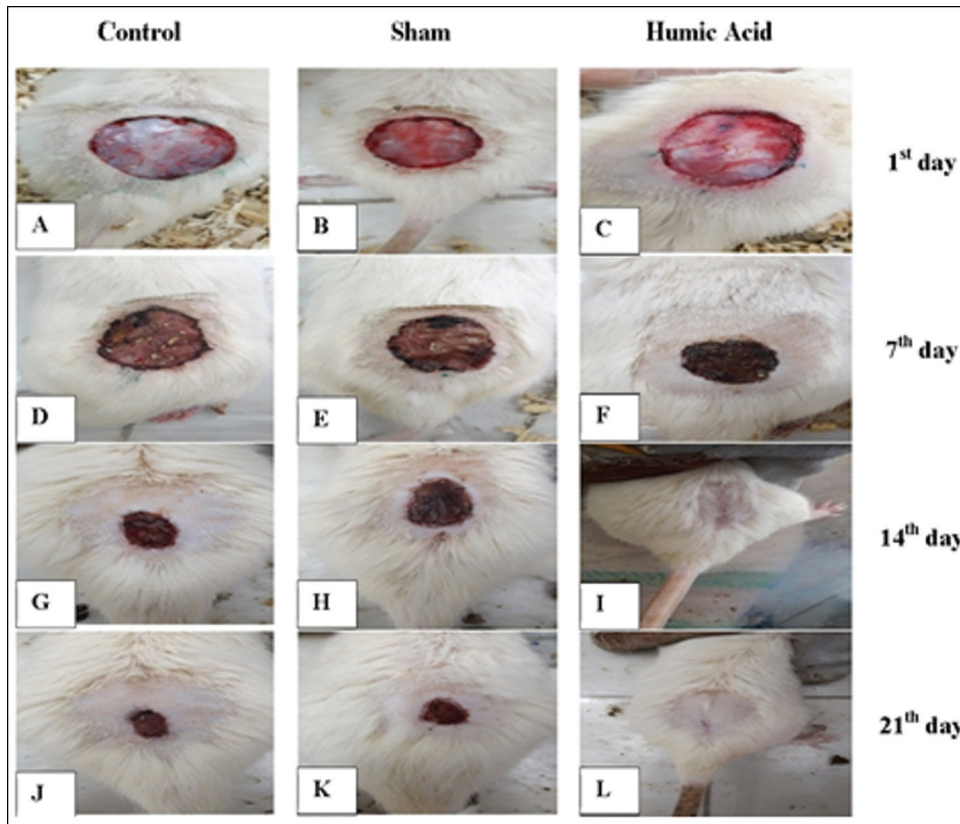 Control Sham Humic Acid
1st day
A B C
7th day
D E F
14th day
G H I
21th day
J K L